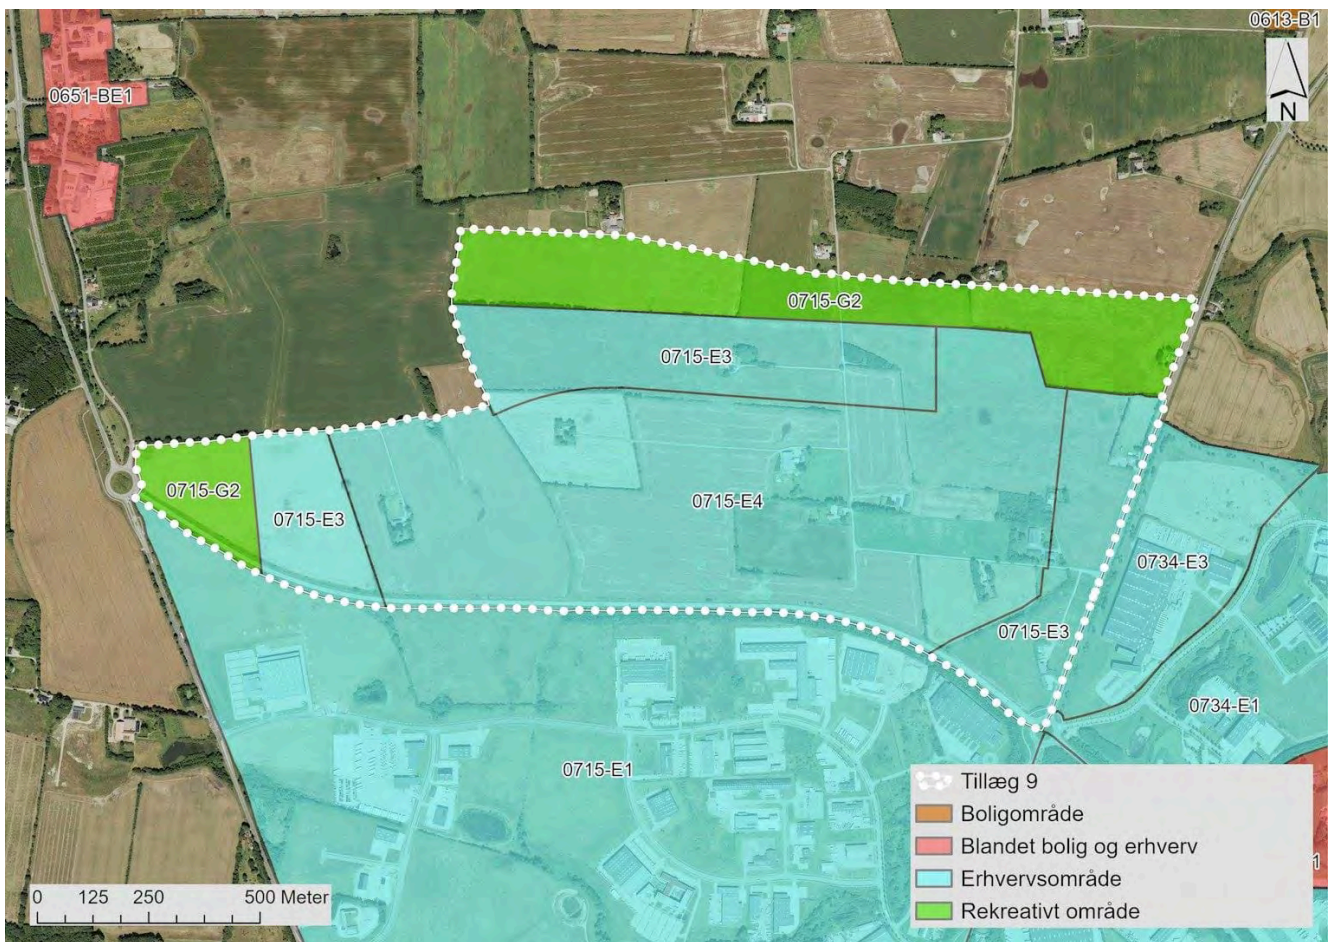 0613-B1
0651-BE1
N
0715-G2
0715-E3
0715-G2
0715-E4
0715-E3
0734-E3
0715-E3
0734-E1
0715-E1
Tillæg 9
Boligområde
Blandet bolig og erhverv
Erhvervsområde
Rekreativt område
1
0 125 250 500 Meter